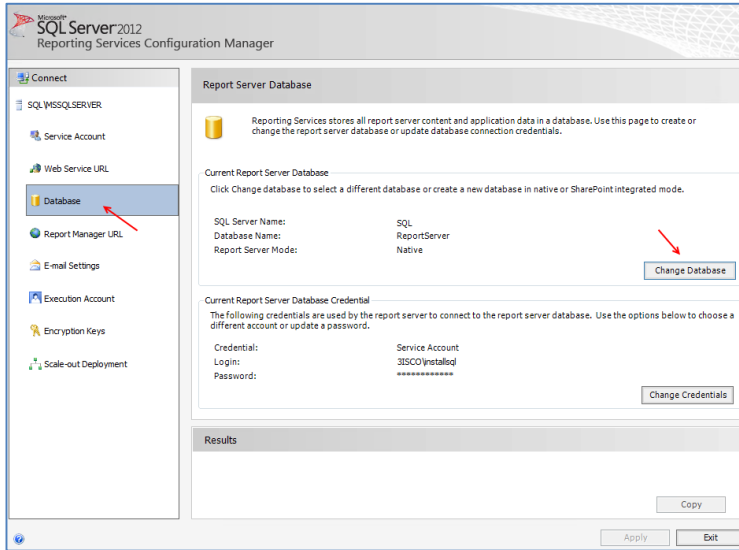 Microsoft
SQL Server 2012
Reporting Services Configuration Manager
Connect
SQL\MSSQLSERVER
Service Account
Web Service URL
Database
Report Manager URL
E-mail Settings
Execution Account
Encryption Keys
Scale-out Deployment
Report Server Database
Reporting Services stores all report server content and application data in a database. Use this page to create or
change the report server database or update database connection credentials.
Current Report Server Database
Click Change database to select a different database or create a new database in native or SharePoint integrated mode.
SQL Server Name: SQL
Database Name: ReportServer
Report Server Mode: Native
Change Database
Current Report Server Database Credential
The following credentials are used by the report server to connect to the report server database. Use the options below to choose a
different account or update a password.
Credential: Service Account
Login: 3ISCO\installsql
Password: ************
Change Credentials
Results
Copy
Apply Exit